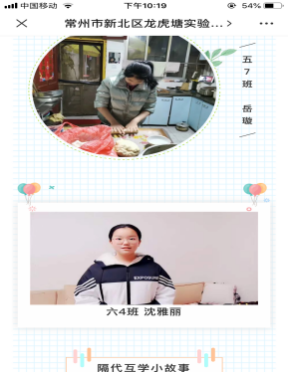 中国移动
下午10:19
54%
常州市新北区龙虎塘实验...
五7班 岳璇
六4班 沈雅丽
隔代互学小故事